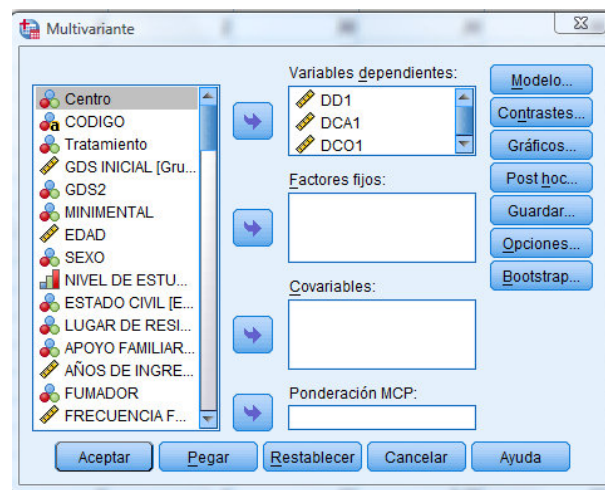 Multivariante
Centro
CODIGO
Tratamiento
GDS INICIAL [Gru...
GDS2
MINIMENTAL
EDAD
SEXO
NIVEL DE ESTU...
ESTADO CIVIL [E...
LUGAR DE RESI...
APOYO FAMILIAR...
AÑOS DE INGRE...
FUMADOR
FRECUENCIA F...
Variables dependientes:
DD1
DCA1
DCO1
Factores fijos:
Covariables:
Ponderación MCP:
Modelo...
Contrastes...
Gráficos...
Post hoc...
Guardar...
Opciones...
Bootstrap...
Aceptar
Pegar
Restablecer
Cancelar
Ayuda